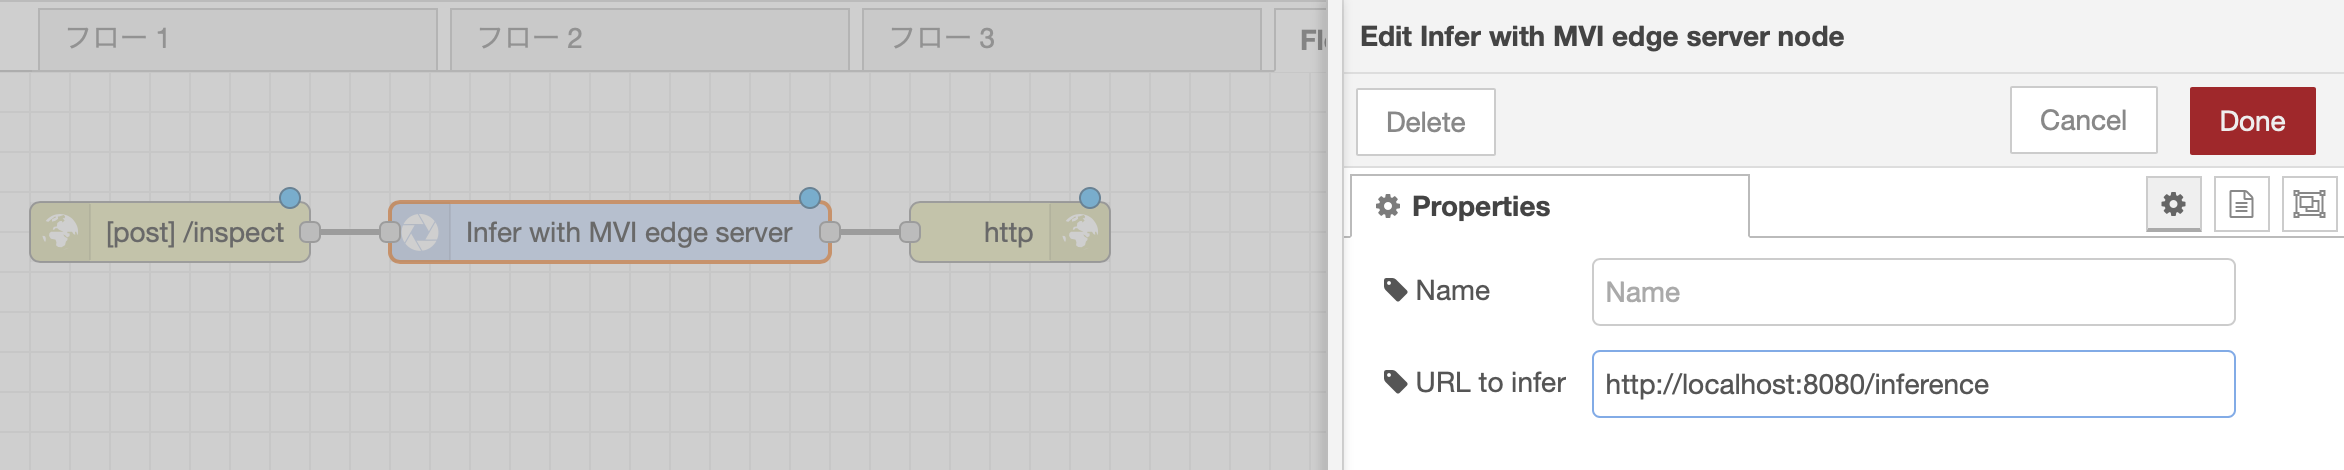 フロー 1
フロー 2
フロー 3
[post] /inspect
Infer with MVI edge server
http
Edit Infer with MVI edge server node
Delete
Cancel
Done
Properties
Name
Name
URL to infer
http://localhost:8080/inference